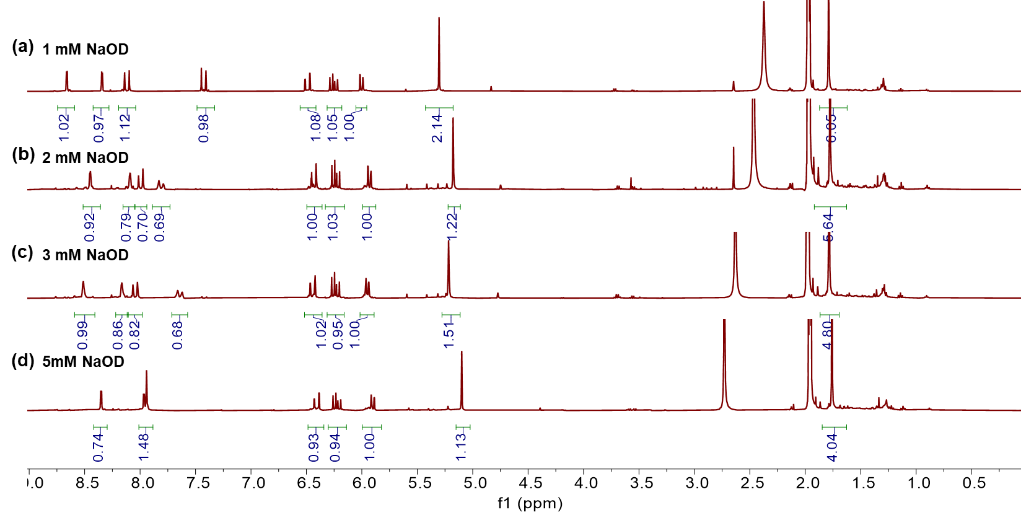 (a) 1 mM NaOD
1.02 0.97 1.12 0.98 1.08 1.05 1.00 2.14 6.05
(b) 2 mM NaOD
0.92 0.79 0.70 0.69 1.00 1.03 1.00 1.22 5.64
(c) 3 mM NaOD
0.99 0.86 0.82 0.68 1.02 0.95 1.00 1.51 4.80
(d) 5mM NaOD
0.74 1.48 0.93 0.94 1.00 1.13 4.04
.0 8.5 8.0 7.5 7.0 6.5 6.0 5.5 5.0 4.5 4.0 3.5 3.0 2.5 2.0 1.5 1.0 0.5
f1 (ppm)